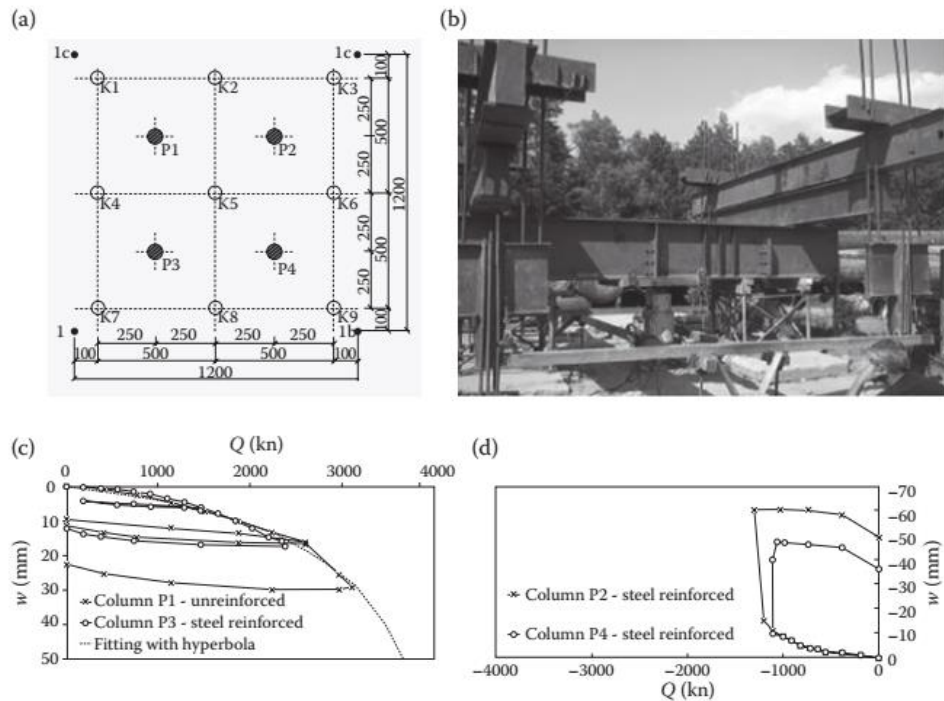 (a)
1c
1c
K1
K2
K3
100
250
P1
P2
500
250
K4
K5
K6
1200
250
P3
P4
500
250
K7
K8
K9
100
1
1b
250
250
250
250
100
500
500
100
1200
(b)
(c)
Q (kn)
0
1000
2000
3000
4000
0
10
20
30
40
50
w (mm)
Column P1 - unreinforced
Column P3 - steel reinforced
Fitting with hyperbola
(d)
-70
-60
-50
-40
-30
-20
-10
0
w (mm)
Column P2 - steel reinforced
Column P4 - steel reinforced
-4000
-3000
-2000
-1000
0
Q (kn)